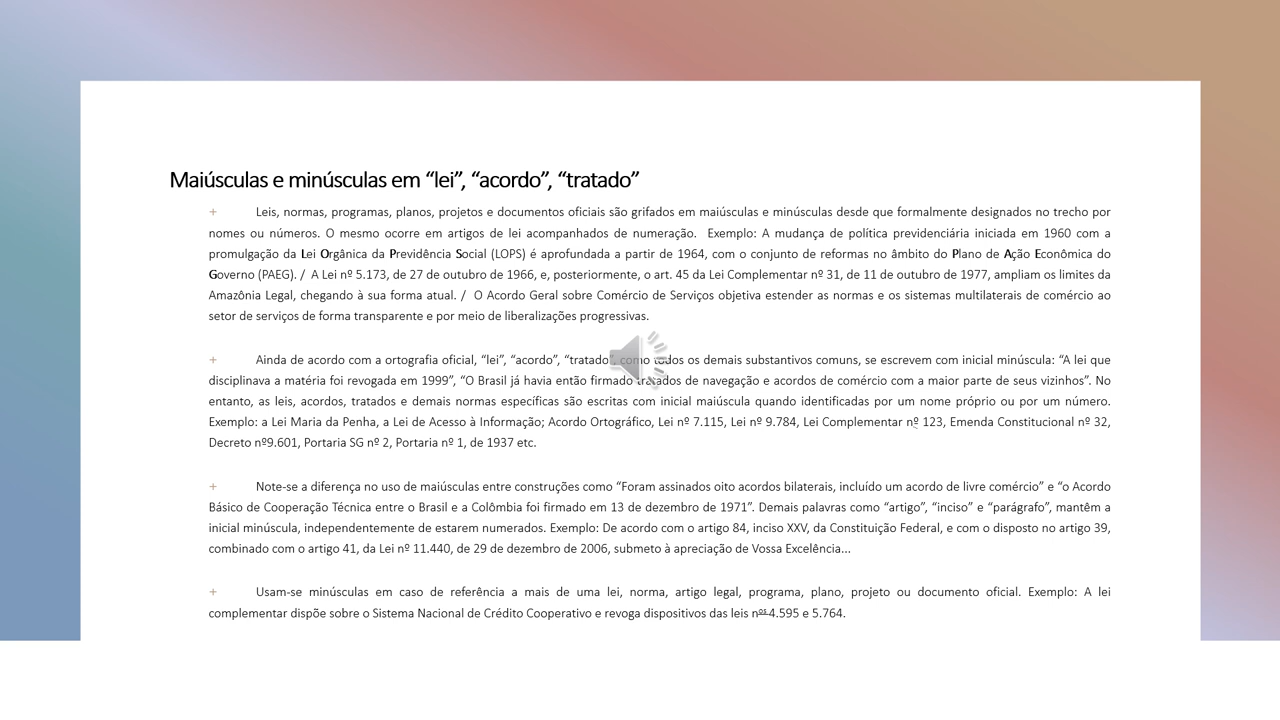 Maiúsculas e minúsculas em “lei”, “acordo”, “tratado”
+ Leis, normas, programas, planos, projetos e documentos oficiais são grifados em maiúsculas e minúsculas desde que formalmente designados no trecho por
nomes ou números. O mesmo ocorre em artigos de lei acompanhados de numeração. Exemplo: A mudança de política previdenciária iniciada em 1960 com a
promulgação da Lei Orgânica da Previdência Social (LOPS) é aprofundada a partir de 1964, com o conjunto de reformas no âmbito do Plano de Ação Econômica do
Governo (PAEG). / A Lei nº 5.173, de 27 de outubro de 1966, e, posteriormente, o art. 45 da Lei Complementar nº 31, de 11 de outubro de 1977, ampliam os limites da
Amazônia Legal, chegando à sua forma atual. / O Acordo Geral sobre Comércio de Serviços objetiva estender as normas e os sistemas multilaterais de comércio ao
setor de serviços de forma transparente e por meio de liberalizações progressivas.
+ Ainda de acordo com a ortografia oficial, “lei”, “acordo”, “tratado”, como todos os demais substantivos comuns, se escrevem com inicial minúscula: “A lei que
disciplinava a matéria foi revogada em 1999”, “O Brasil já havia então firmado tratados de navegação e acordos de comércio com a maior parte de seus vizinhos”. No
entanto, as leis, acordos, tratados e demais normas específicas são escritas com inicial maiúscula quando identificadas por um nome próprio ou por um número.
Exemplo: a Lei Maria da Penha, a Lei de Acesso à Informação; Acordo Ortográfico, Lei nº 7.115, Lei nº 9.784, Lei Complementar nº 123, Emenda Constitucional nº 32,
Decreto nº9.601, Portaria SG nº 2, Portaria nº 1, de 1937 etc.
+ Note-se a diferença no uso de maiúsculas entre construções como “Foram assinados oito acordos bilaterais, incluído um acordo de livre comércio” e “o Acordo
Básico de Cooperação Técnica entre o Brasil e a Colômbia foi firmado em 13 de dezembro de 1971”. Demais palavras como “artigo”, “inciso” e “parágrafo”, mantêm a
inicial minúscula, independentemente de estarem numerados. Exemplo: De acordo com o artigo 84, inciso XXV, da Constituição Federal, e com o disposto no artigo 39,
combinado com o artigo 41, da Lei nº 11.440, de 29 de dezembro de 2006, submeto à apreciação de Vossa Excelência...
+ Usam-se minúsculas em caso de referência a mais de uma lei, norma, artigo legal, programa, plano, projeto ou documento oficial. Exemplo: A lei
complementar dispõe sobre o Sistema Nacional de Crédito Cooperativo e revoga dispositivos das leis nºs 4.595 e 5.764.